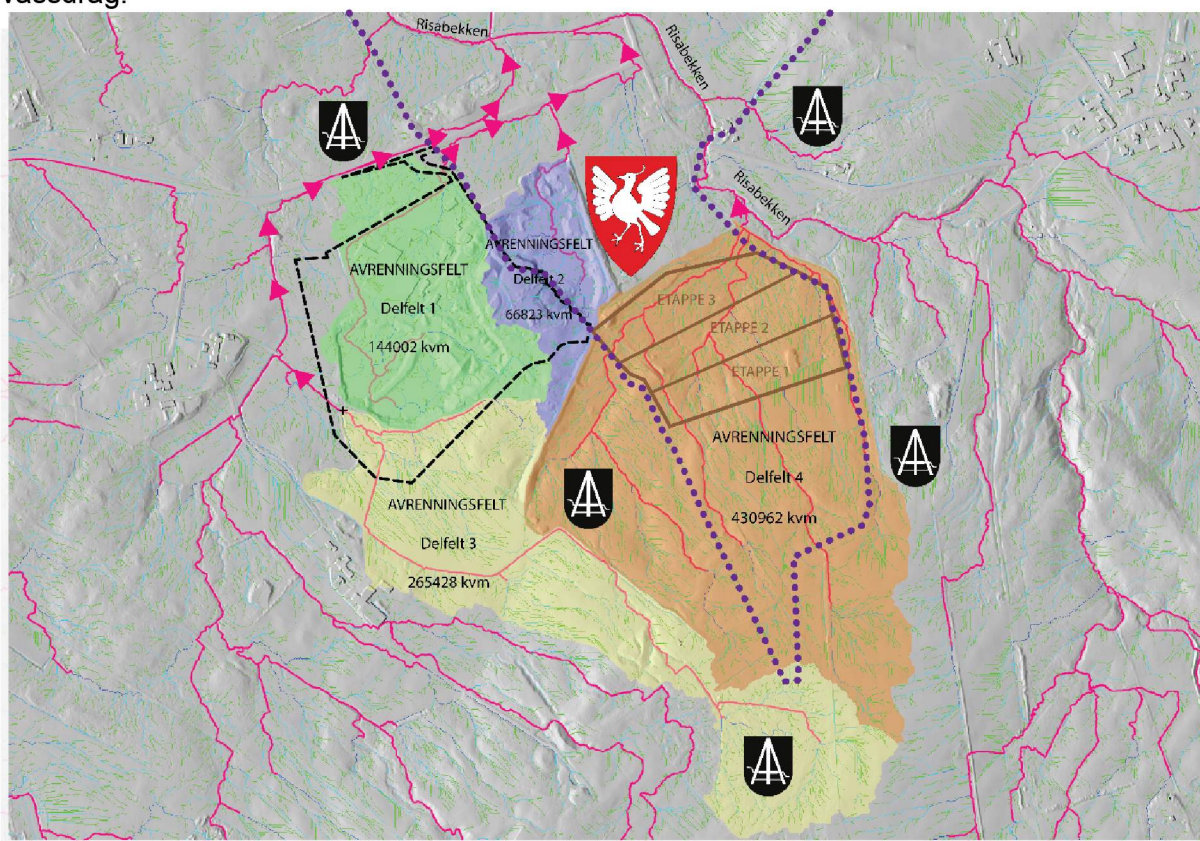 vassdrag.
Risabekken
Risabekken
Risabekken
AVRENNINGSFELT
Delfelt 1
144002 kvm
AVRENNINGSFELT
Delfelt 2
66823 kvm
ETAPPE 3
ETAPPE 2
ETAPPE 1
AVRENNINGSFELT
Delfelt 4
430962 kvm
AVRENNINGSFELT
Delfelt 3
265428 kvm